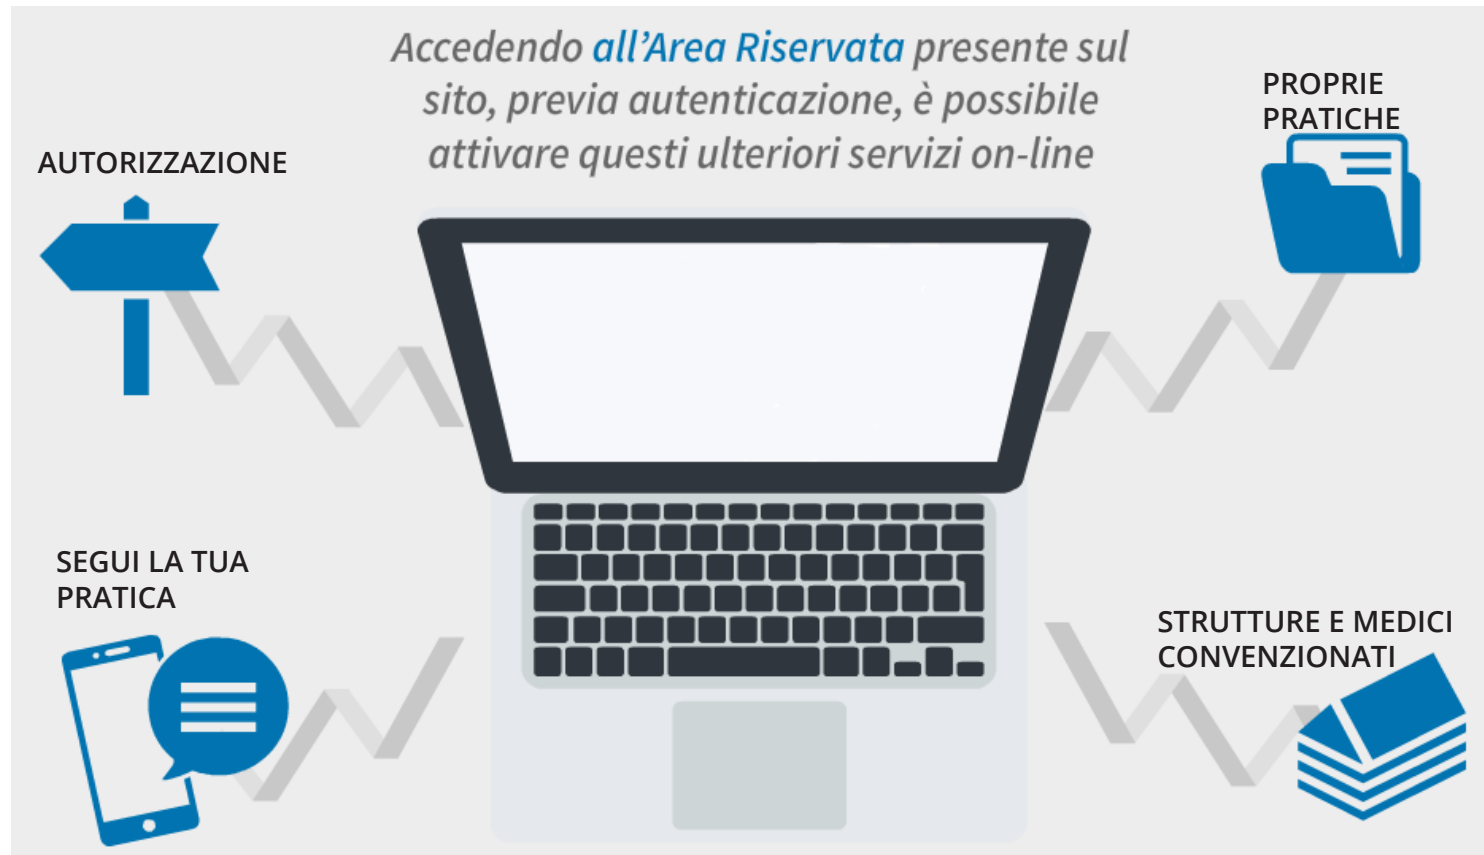 Accedendo all’Area Riservata presente sul
sito, previa autenticazione, è possibile
attivare questi ulteriori servizi on-line
AUTORIZZAZIONE
PROPRIE
PRATICHE
SEGUI LA TUA
PRATICA
STRUTTURE E MEDICI
CONVENZIONATI